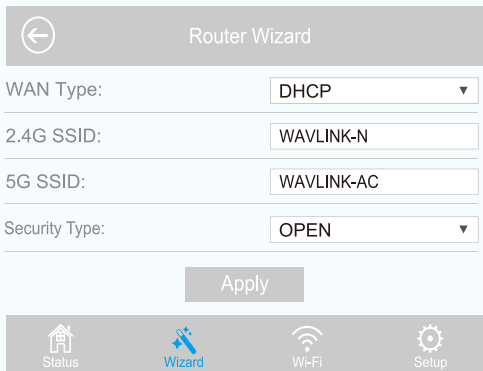 Router Wizard
WAN Type: DHCP
2.4G SSID: WAVLINK-N
5G SSID: WAVLINK-AC
Security Type: OPEN
Apply
Status Wizard Wi-Fi Setup